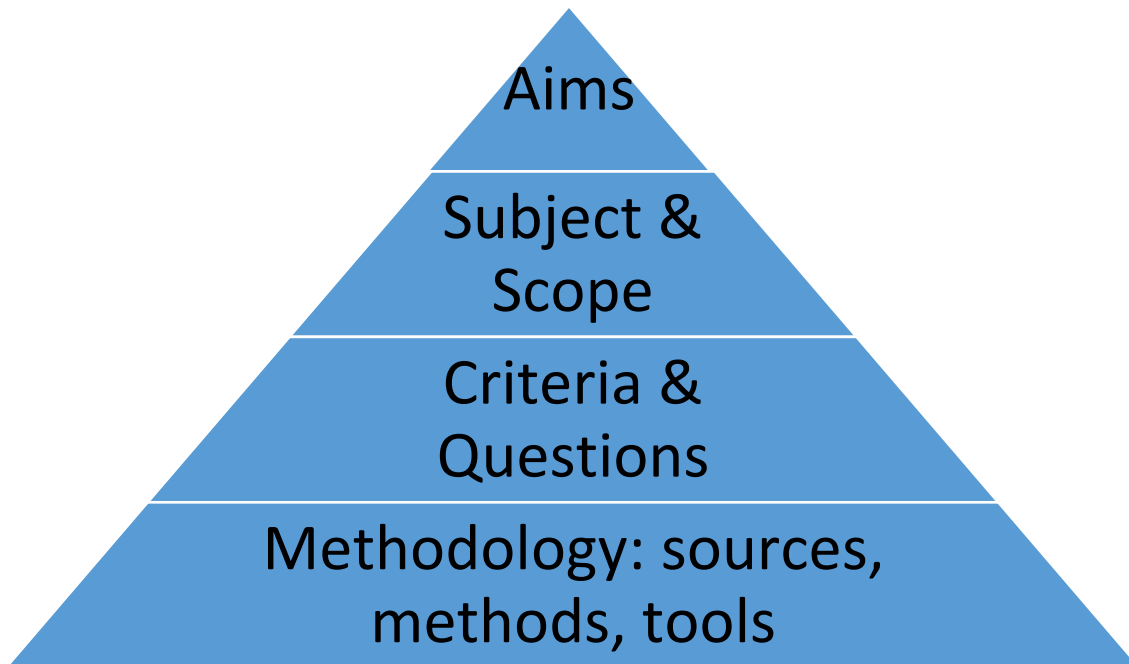 Aims
Subject &
Scope
Criteria &
Questions
Methodology: sources,
methods, tools